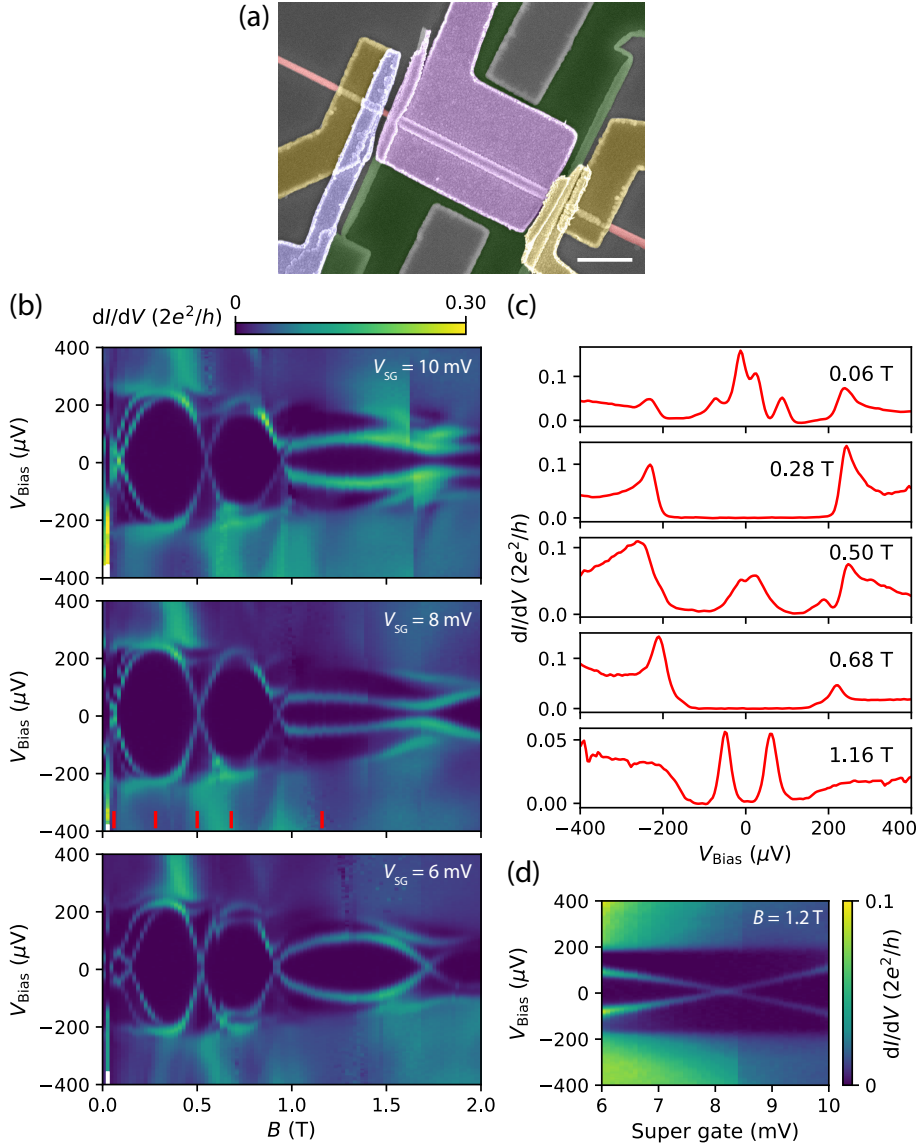 (a)
(b)
dI/dV (2e²/h)
0
0.30
V_SG = 10 mV
400
200
0
−200
−400
V_Bias (µV)
V_SG = 8 mV
400
200
0
−200
−400
V_Bias (µV)
V_SG = 6 mV
400
200
0
−200
−400
V_Bias (µV)
0.0 0.5 1.0 1.5 2.0
B (T)
(c)
0.06 T
0.1
0.0
0.28 T
0.1
0.0
0.50 T
0.1
0.0
0.68 T
0.1
0.0
1.16 T
0.05
0.00
dI/dV (2e²/h)
−400 −200 0 200 400
V_Bias (µV)
(d)
B = 1.2 T
400
200
0
−200
−400
V_Bias (µV)
6 7 8 9 10
Super gate (mV)
0.1
0
dI/dV (2e²/h)